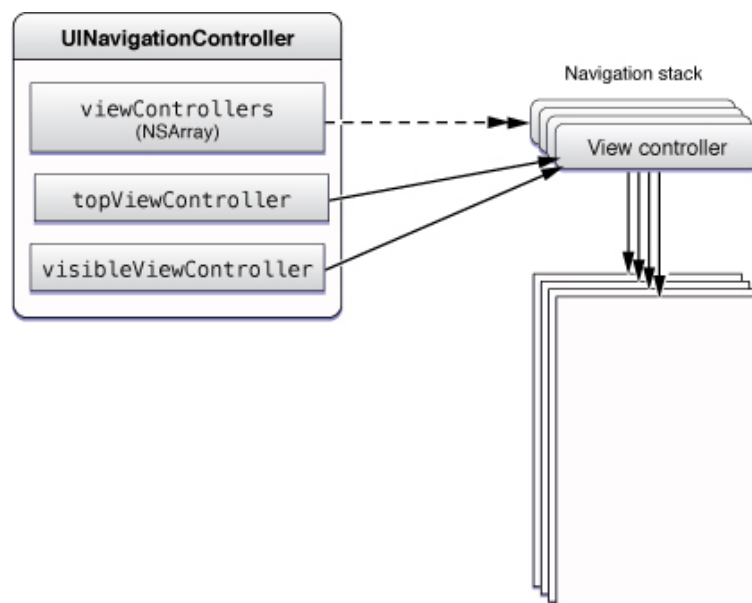 UINavigationController
viewControllers
(NSArray)
topViewController
visibleViewController
Navigation stack
View controller